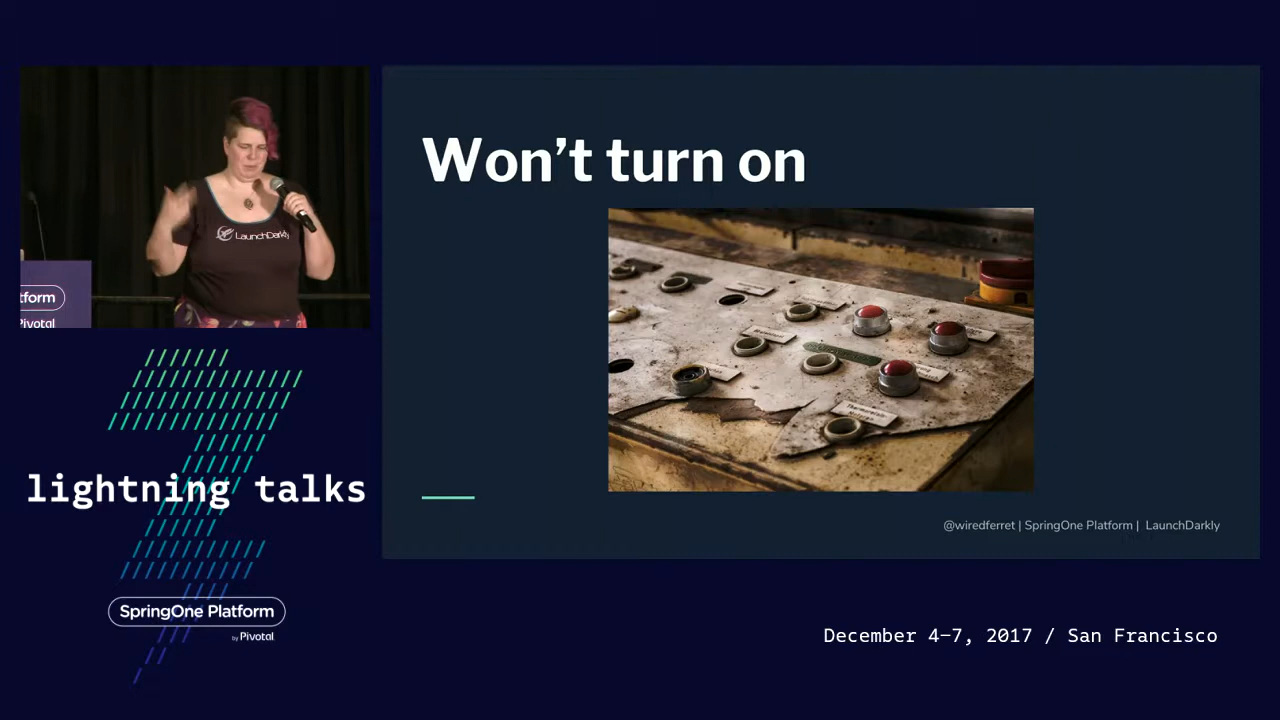 Won't turn on
LaunchDarkly
tform
Pivotal
lightning talks
@wiredferret | SpringOne Platform | LaunchDarkly
SpringOne Platform
by Pivotal
December 4–7, 2017 / San Francisco